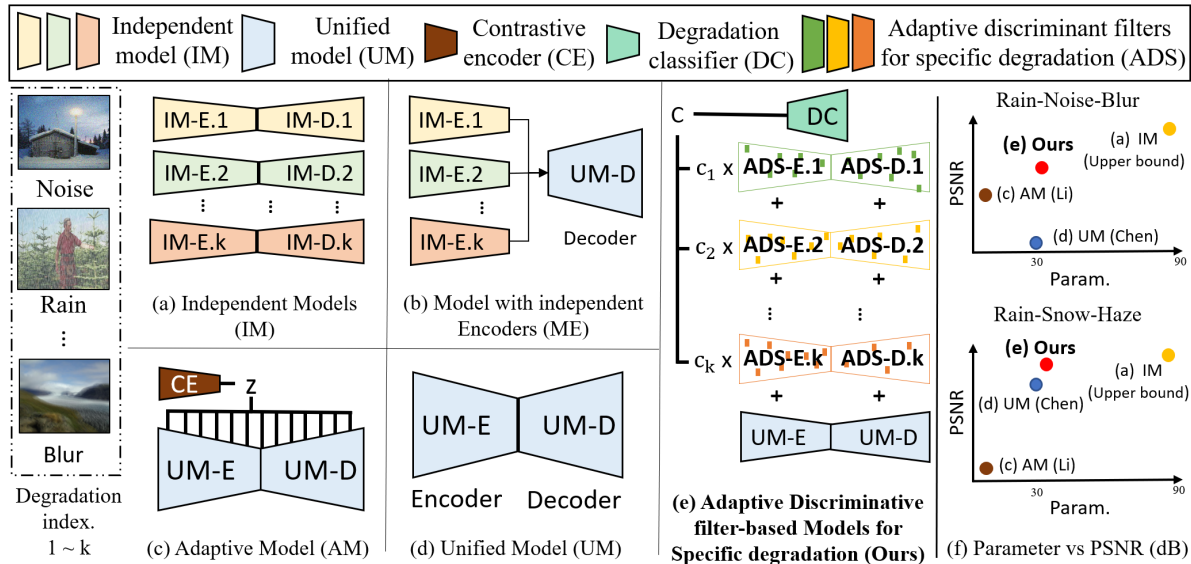 Independent
model (IM)
Unified
model (UM)
Contrastive
encoder (CE)
Degradation
classifier (DC)
Adaptive discriminant filters
for specific degradation (ADS)
Noise
Rain
⋮
Blur
Degradation
index.
1 ~ k
IM-E.1 IM-D.1
IM-E.2 IM-D.2
⋮ ⋮
IM-E.k IM-D.k
(a) Independent Models
(IM)
IM-E.1
IM-E.2
⋮
IM-E.k
UM-D
Decoder
(b) Model with independent
Encoders (ME)
CE
z
UM-E UM-D
(c) Adaptive Model (AM)
UM-E UM-D
Encoder Decoder
(d) Unified Model (UM)
C DC
c1 x ADS-E.1 ADS-D.1
+ +
c2 x ADS-E.2 ADS-D.2
+ +
⋮ ⋮
ck x ADS-E.k ADS-D.k
+ +
UM-E UM-D
(e) Adaptive Discriminative
filter-based Models for
Specific degradation (Ours)
Rain-Noise-Blur
PSNR
(a) IM
(Upper bound)
(e) Ours
(c) AM (Li)
(d) UM (Chen)
30 90
Param.
Rain-Snow-Haze
PSNR
(e) Ours
(a) IM
(Upper bound)
(d) UM (Chen)
(c) AM (Li)
30 90
Param.
(f) Parameter vs PSNR (dB)